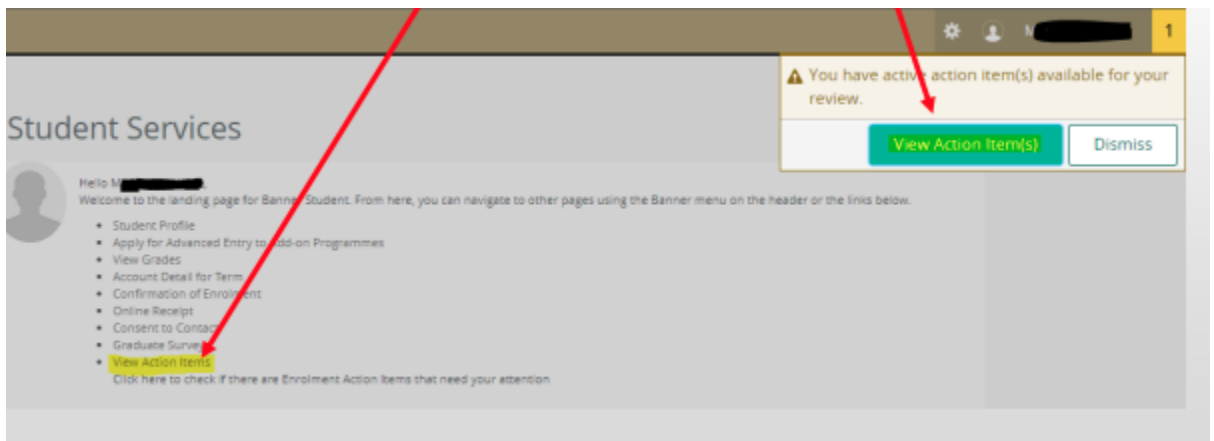 M
1
You have active action item(s) available for your
review.
View Action Item(s)
Dismiss
Student Services
Hello M
Welcome to the landing page for Banner Student. From here, you can navigate to other pages using the Banner menu on the header or the links below.
Student Profile
Apply for Advanced Entry to Add-on Programmes
View Grades
Account Detail for Term
Confirmation of Enrolment
Online Receipt
Consent to Contact
Graduate Survey
View Action Items
Click here to check if there are Enrolment Action Items that need your attention